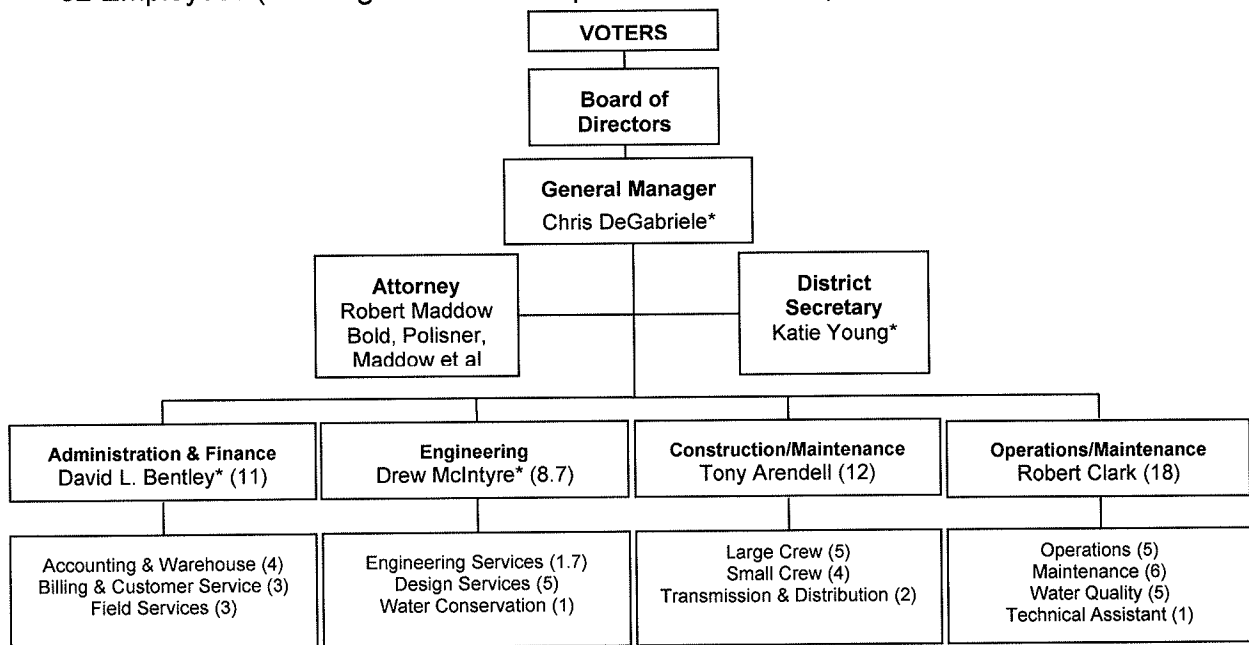 VOTERS
Board of
Directors
General Manager
Chris DeGabriele*
Attorney
Robert Maddow
Bold, Polisner,
Maddow et al
District
Secretary
Katie Young*
Administration & Finance
David L. Bentley* (11)
Engineering
Drew McIntyre* (8.7)
Construction/Maintenance
Tony Arendell (12)
Operations/Maintenance
Robert Clark (18)
Accounting & Warehouse (4)
Billing & Customer Service (3)
Field Services (3)
Engineering Services (1.7)
Design Services (5)
Water Conservation (1)
Large Crew (5)
Small Crew (4)
Transmission & Distribution (2)
Operations (5)
Maintenance (6)
Water Quality (5)
Technical Assistant (1)